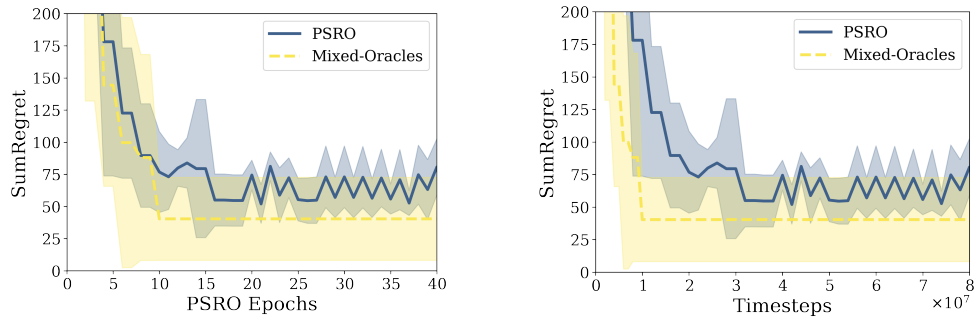 SumRegret
200
175
150
125
100
75
50
25
0
PSRO
Mixed-Oracles
0 5 10 15 20 25 30 35 40
PSRO Epochs
SumRegret
200
175
150
125
100
75
50
25
0
PSRO
Mixed-Oracles
0 1 2 3 4 5 6 7 8
×10⁷
Timesteps